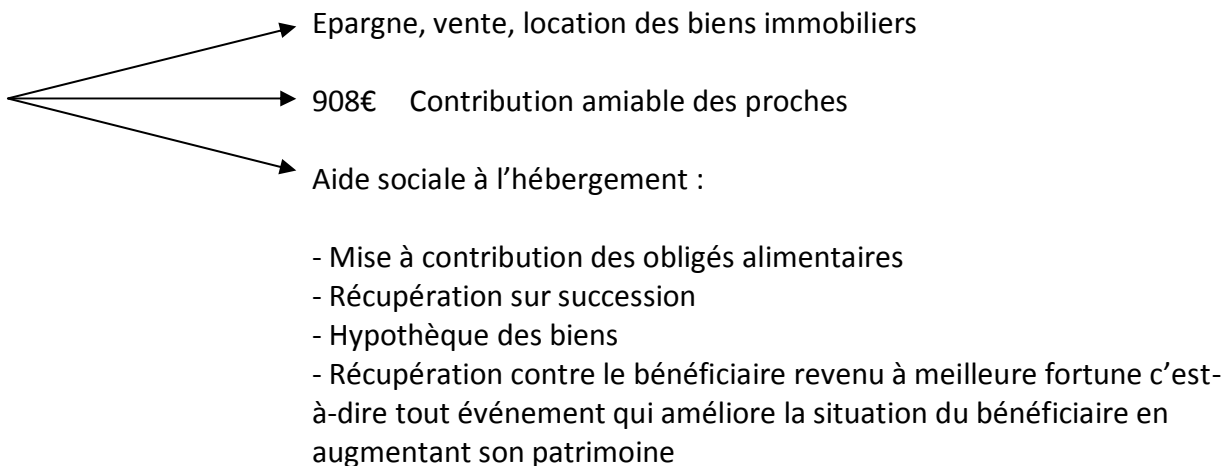 Epargne, vente, location des biens immobiliers
908€ Contribution amiable des proches
Aide sociale à l’hébergement :
- Mise à contribution des obligés alimentaires
- Récupération sur succession
- Hypothèque des biens
- Récupération contre le bénéficiaire revenu à meilleure fortune c’est-
à-dire tout événement qui améliore la situation du bénéficiaire en
augmentant son patrimoine